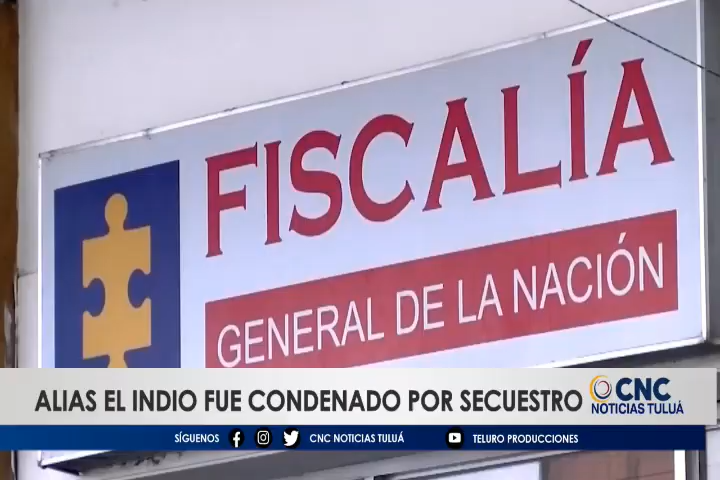 FISCALÍA
GENERAL DE LA NACIÓN
ALIAS EL INDIO FUE CONDENADO POR SECUESTRO
CNC
NOTICIAS TULUÁ
SÍGUENOS CNC NOTICIAS TULUÁ TELURO PRODUCCIONES